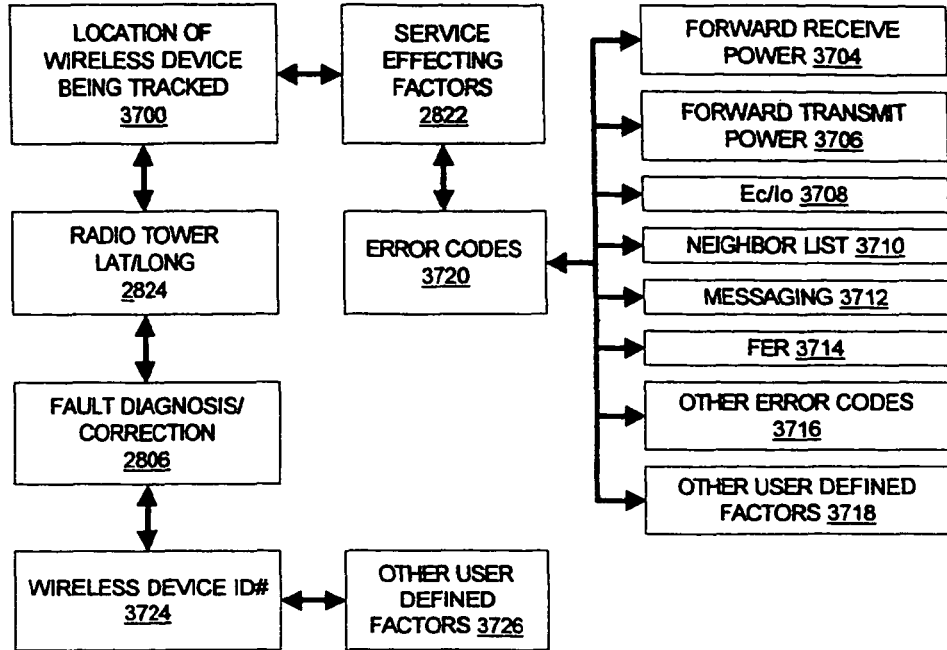 LOCATION OF
WIRELESS DEVICE
BEING TRACKED
3700
SERVICE
EFFECTING
FACTORS
2822
FORWARD RECEIVE
POWER 3704
FORWARD TRANSMIT
POWER 3706
Ec/Io 3708
NEIGHBOR LIST 3710
MESSAGING 3712
FER 3714
OTHER ERROR CODES
3716
OTHER USER DEFINED
FACTORS 3718
RADIO TOWER
LAT/LONG
2824
ERROR CODES
3720
FAULT DIAGNOSIS/
CORRECTION
2806
WIRELESS DEVICE ID#
3724
OTHER USER
DEFINED
FACTORS 3726